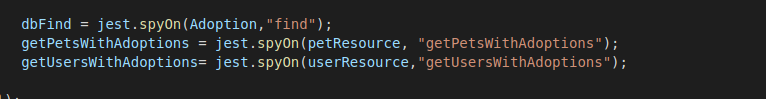 dbFind = jest.spyOn(Adoption,"find");
getPetsWithAdoptions = jest.spyOn(petResource, "getPetsWithAdoptions");
getUsersWithAdoptions= jest.spyOn(userResource,"getUsersWithAdoptions");